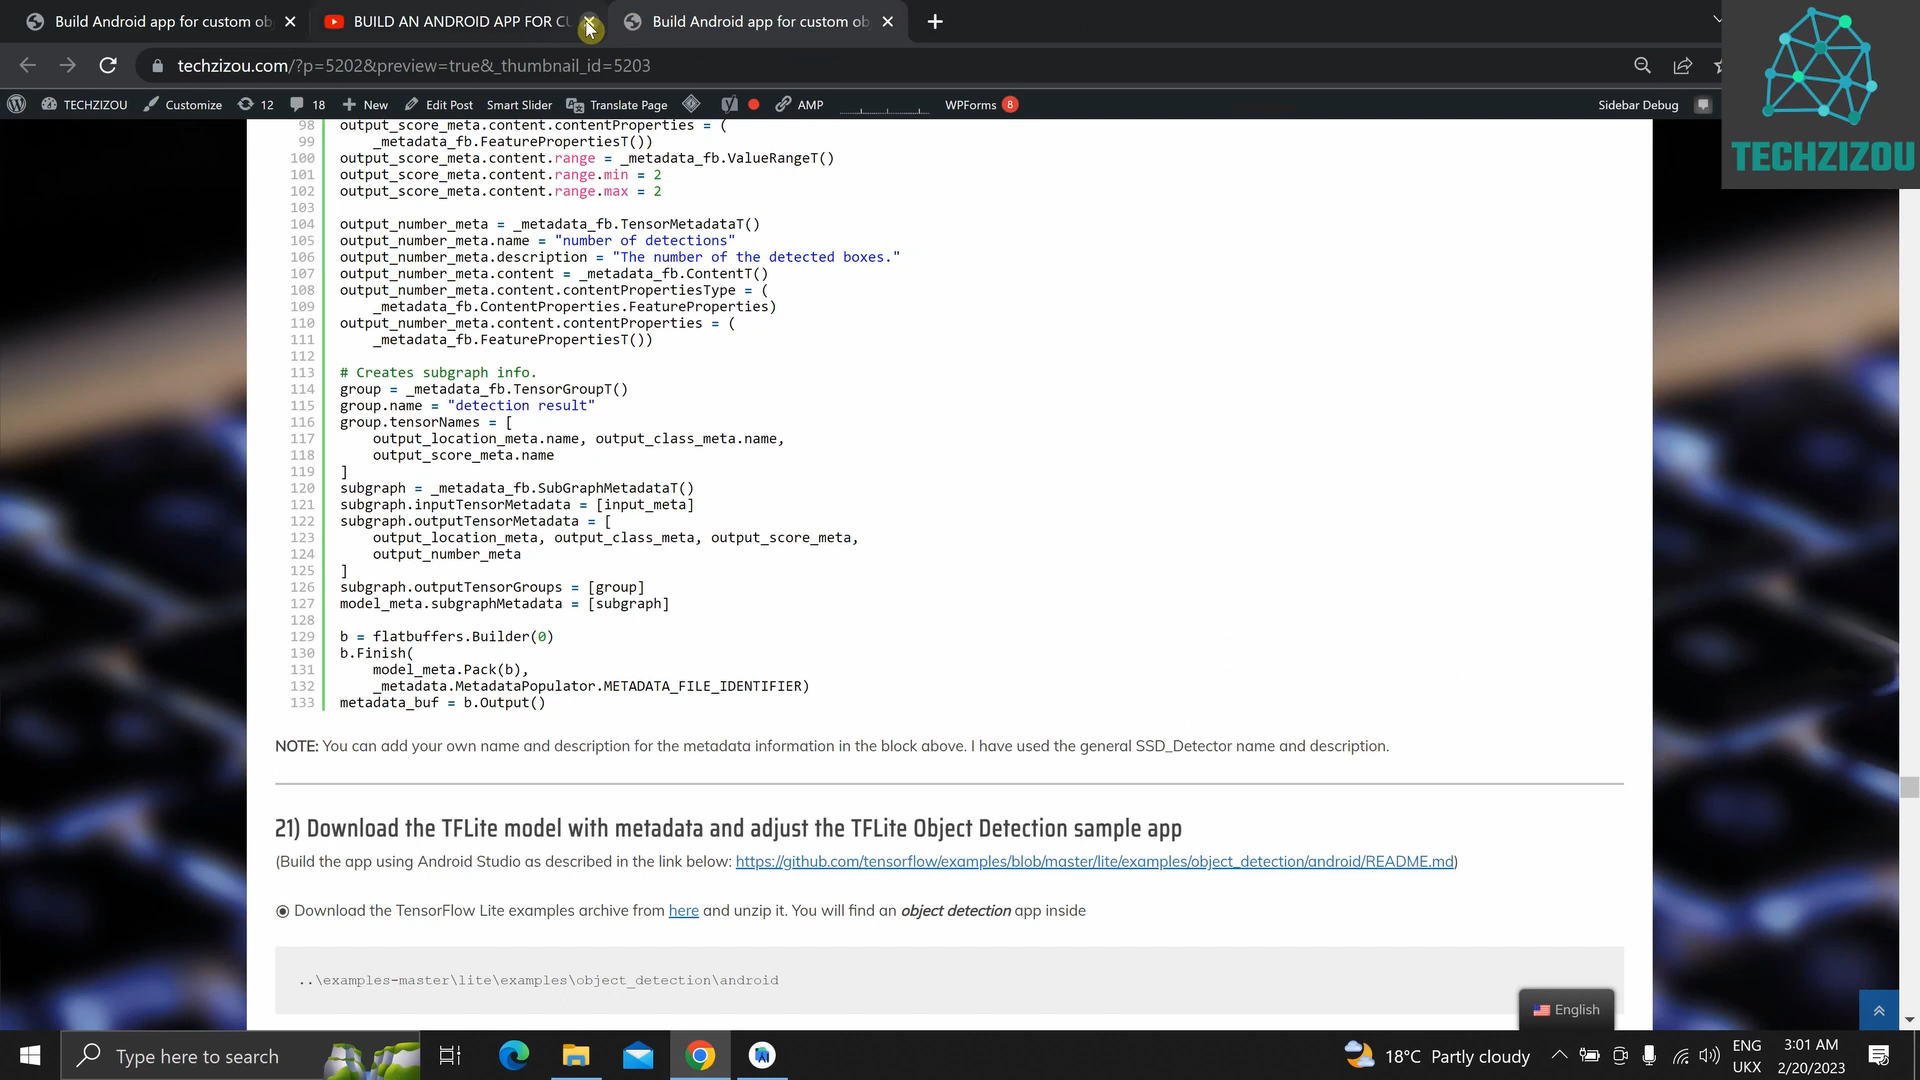 Build Android app for custom ob
BUILD AN ANDROID APP FOR CU
Build Android app for custom ob
techzizou.com/?p=5202&preview=true&_thumbnail_id=5203
TECHZIZOU
Customize
12
18
New
Edit Post
Smart Slider
Translate Page
AMP
WPForms 8
Sidebar Debug
TECHZIZOU
98 output_score_meta.content.contentProperties = (
99 _metadata_fb.FeaturePropertiesT())
100 output_score_meta.content.range = _metadata_fb.ValueRangeT()
101 output_score_meta.content.range.min = 2
102 output_score_meta.content.range.max = 2
103
104 output_number_meta = _metadata_fb.TensorMetadataT()
105 output_number_meta.name = "number of detections"
106 output_number_meta.description = "The number of the detected boxes."
107 output_number_meta.content = _metadata_fb.ContentT()
108 output_number_meta.content.contentPropertiesType = (
109 _metadata_fb.ContentProperties.FeatureProperties)
110 output_number_meta.content.contentProperties = (
111 _metadata_fb.FeaturePropertiesT())
112
113 # Creates subgraph info.
114 group = _metadata_fb.TensorGroupT()
115 group.name = "detection result"
116 group.tensorNames = [
117 output_location_meta.name, output_class_meta.name,
118 output_score_meta.name
119 ]
120 subgraph = _metadata_fb.SubGraphMetadataT()
121 subgraph.inputTensorMetadata = [input_meta]
122 subgraph.outputTensorMetadata = [
123 output_location_meta, output_class_meta, output_score_meta,
124 output_number_meta
125 ]
126 subgraph.outputTensorGroups = [group]
127 model_meta.subgraphMetadata = [subgraph]
128
129 b = flatbuffers.Builder(0)
130 b.Finish(
131 model_meta.Pack(b),
132 _metadata.MetadataPopulator.METADATA_FILE_IDENTIFIER)
133 metadata_buf = b.Output()
NOTE: You can add your own name and description for the metadata information in the block above. I have used the general SSD_Detector name and description.
21) Download the TFLite model with metadata and adjust the TFLite Object Detection sample app
(Build the app using Android Studio as described in the link below: https://github.com/tensorflow/examples/blob/master/lite/examples/object_detection/android/README.md)
Download the TensorFlow Lite examples archive from here and unzip it. You will find an object detection app inside
..\examples-master\lite\examples\object_detection\android
English
Type here to search
18°C Partly cloudy
ENG
UKX
3:01 AM
2/20/2023